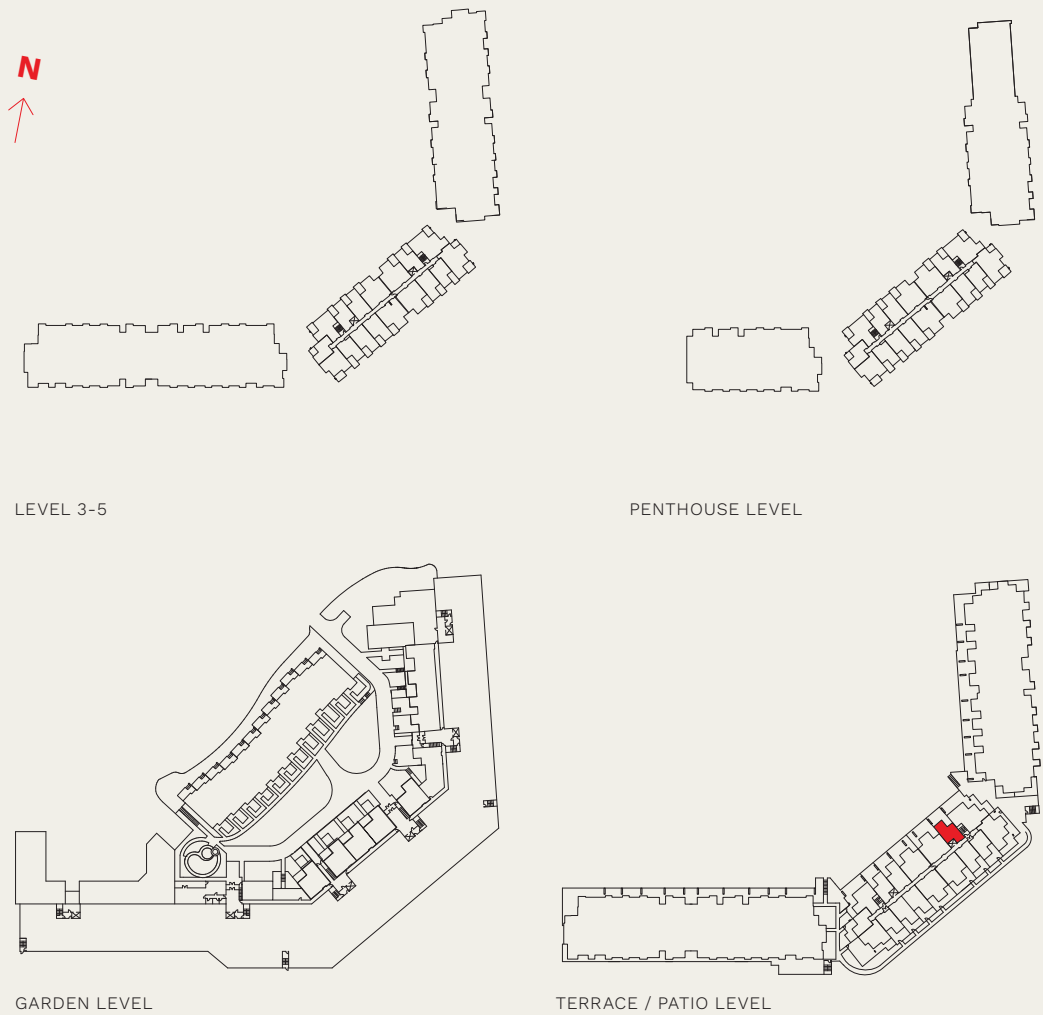 N
LEVEL 3-5
PENTHOUSE LEVEL
GARDEN LEVEL
TERRACE / PATIO LEVEL